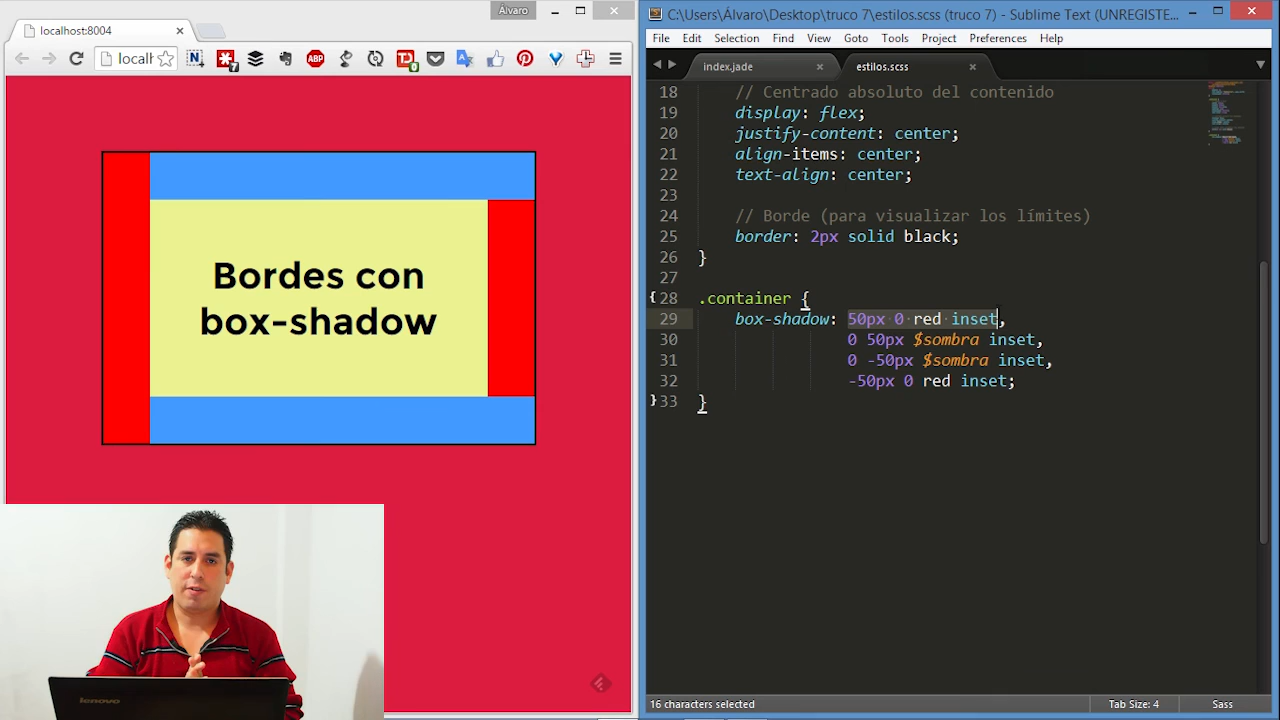 Álvaro
localhost:8004
localh
N
7
ABP
0
Bordes con
box-shadow
lenovo
C:\Users\Álvaro\Desktop\truco 7\estilos.scss (truco 7) - Sublime Text (UNREGISTE...
File Edit Selection Find View Goto Tools Project Preferences Help
index.jade estilos.scss
18 // Centrado absoluto del contenido
19 display: flex;
20 justify-content: center;
21 align-items: center;
22 text-align: center;
23
24 // Borde (para visualizar los límites)
25 border: 2px solid black;
26 }
27
28 .container {
29 box-shadow: 50px 0 red inset,
30 0 50px $sombra inset,
31 0 -50px $sombra inset,
32 -50px 0 red inset;
33 }
16 characters selected Tab Size: 4 Sass